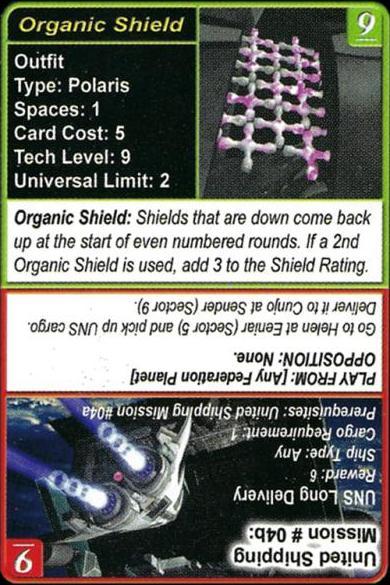 Organic Shield
9
Outfit
Type: Polaris
Spaces: 1
Card Cost: 5
Tech Level: 9
Universal Limit: 2
Organic Shield: Shields that are down come back
up at the start of even numbered rounds. If a 2nd
Organic Shield is used, add 3 to the Shield Rating.
United Shipping
Mission # 04b:
9
UNS Long Delivery
Reward: 6
Ship Type: Any
Cargo Requirement: 1
Prerequisites: United Shipping Mission #04a
PLAY FROM: [Any Federation Planet]
OPPOSITION: None.
Go to Helen at Eeniar (Sector 5) and pick up UNS cargo.
Deliver it to Cunjo at Sender (Sector 9).